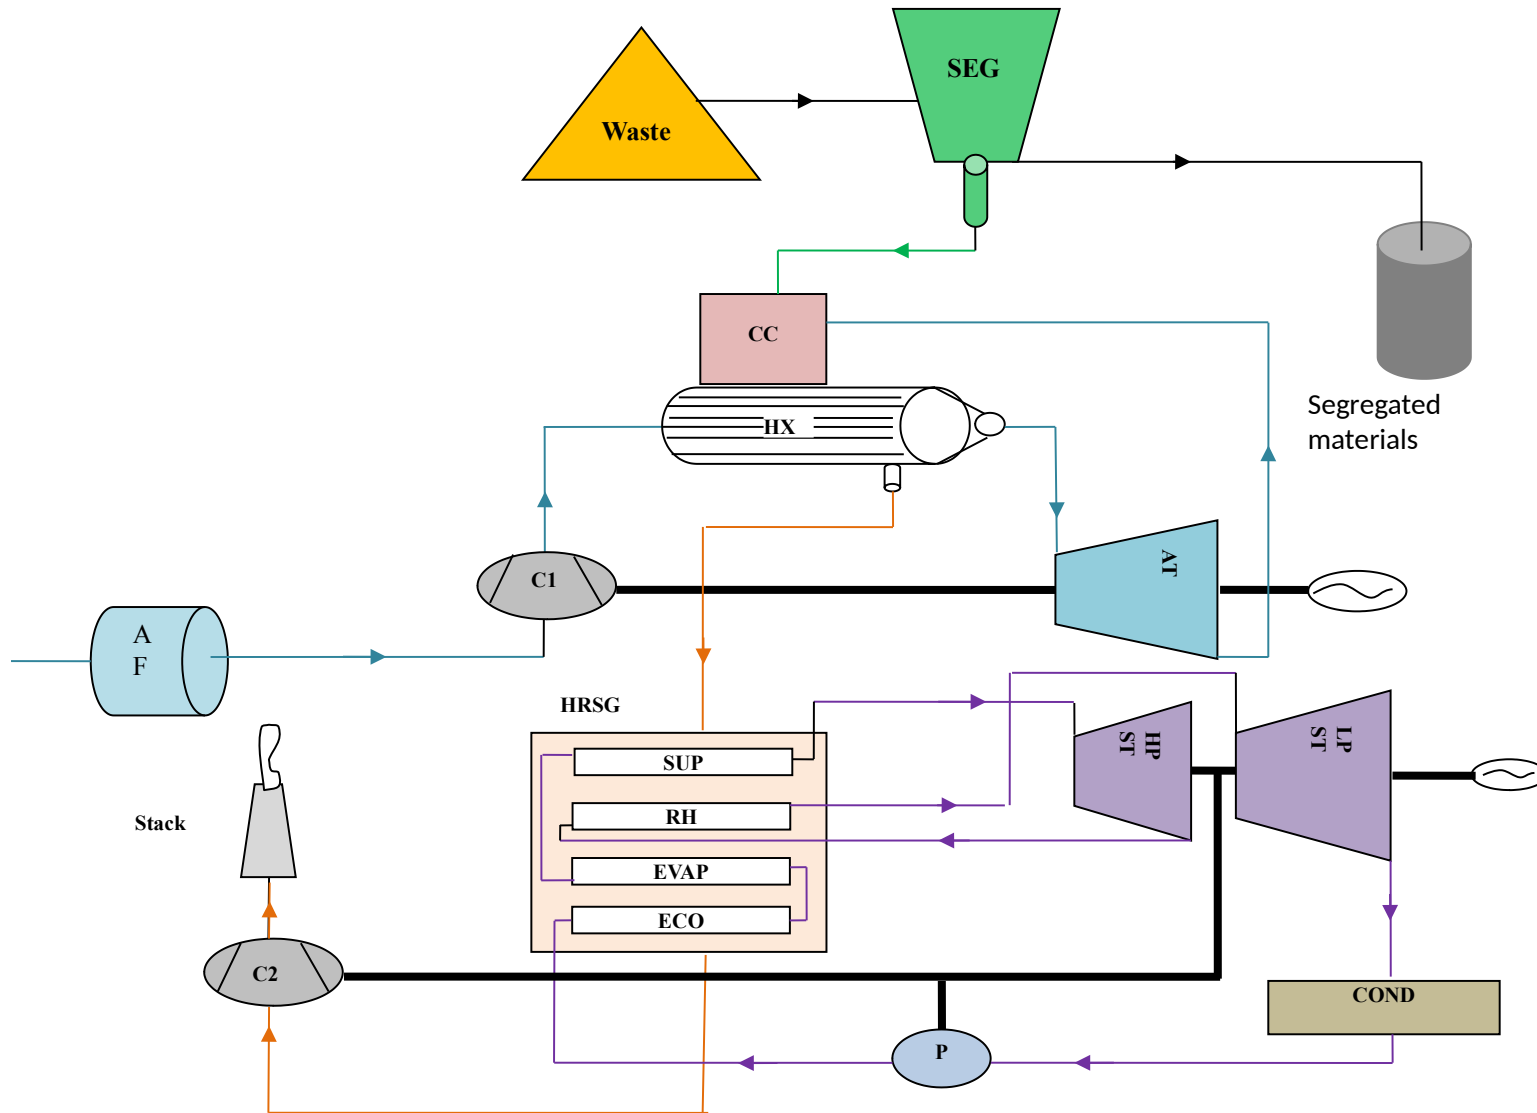 SEG
Waste
CC
Segregated
materials
HX
AT
C1
A
F
HRSG
SUP
HP
ST
LP
ST
RH
Stack
EVAP
ECO
C2
COND
P